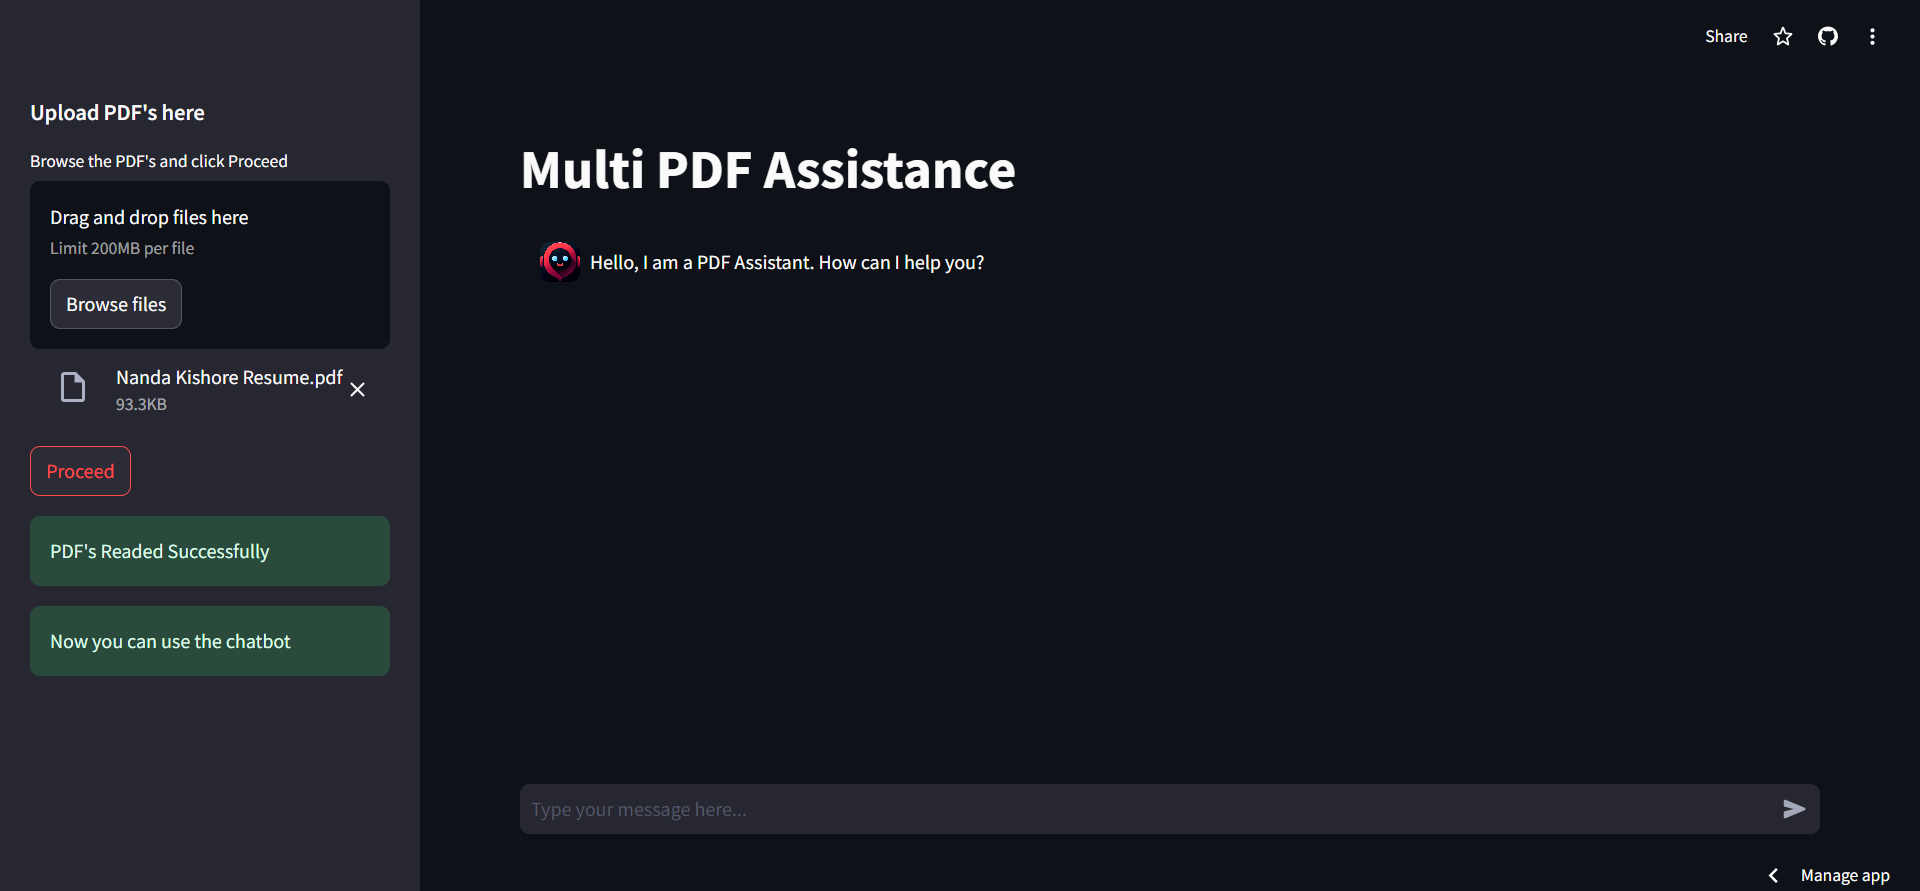 Share
Upload PDF's here
Browse the PDF's and click Proceed
Drag and drop files here
Limit 200MB per file
Browse files
Nanda Kishore Resume.pdf
93.3KB
Proceed
PDF's Readed Successfully
Now you can use the chatbot
Multi PDF Assistance
Hello, I am a PDF Assistant. How can I help you?
Type your message here...
Manage app